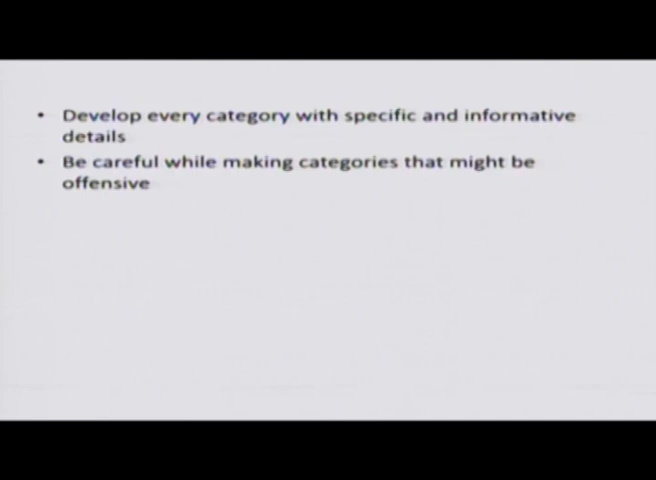 • Develop every category with specific and informative
details
• Be careful while making categories that might be
offensive